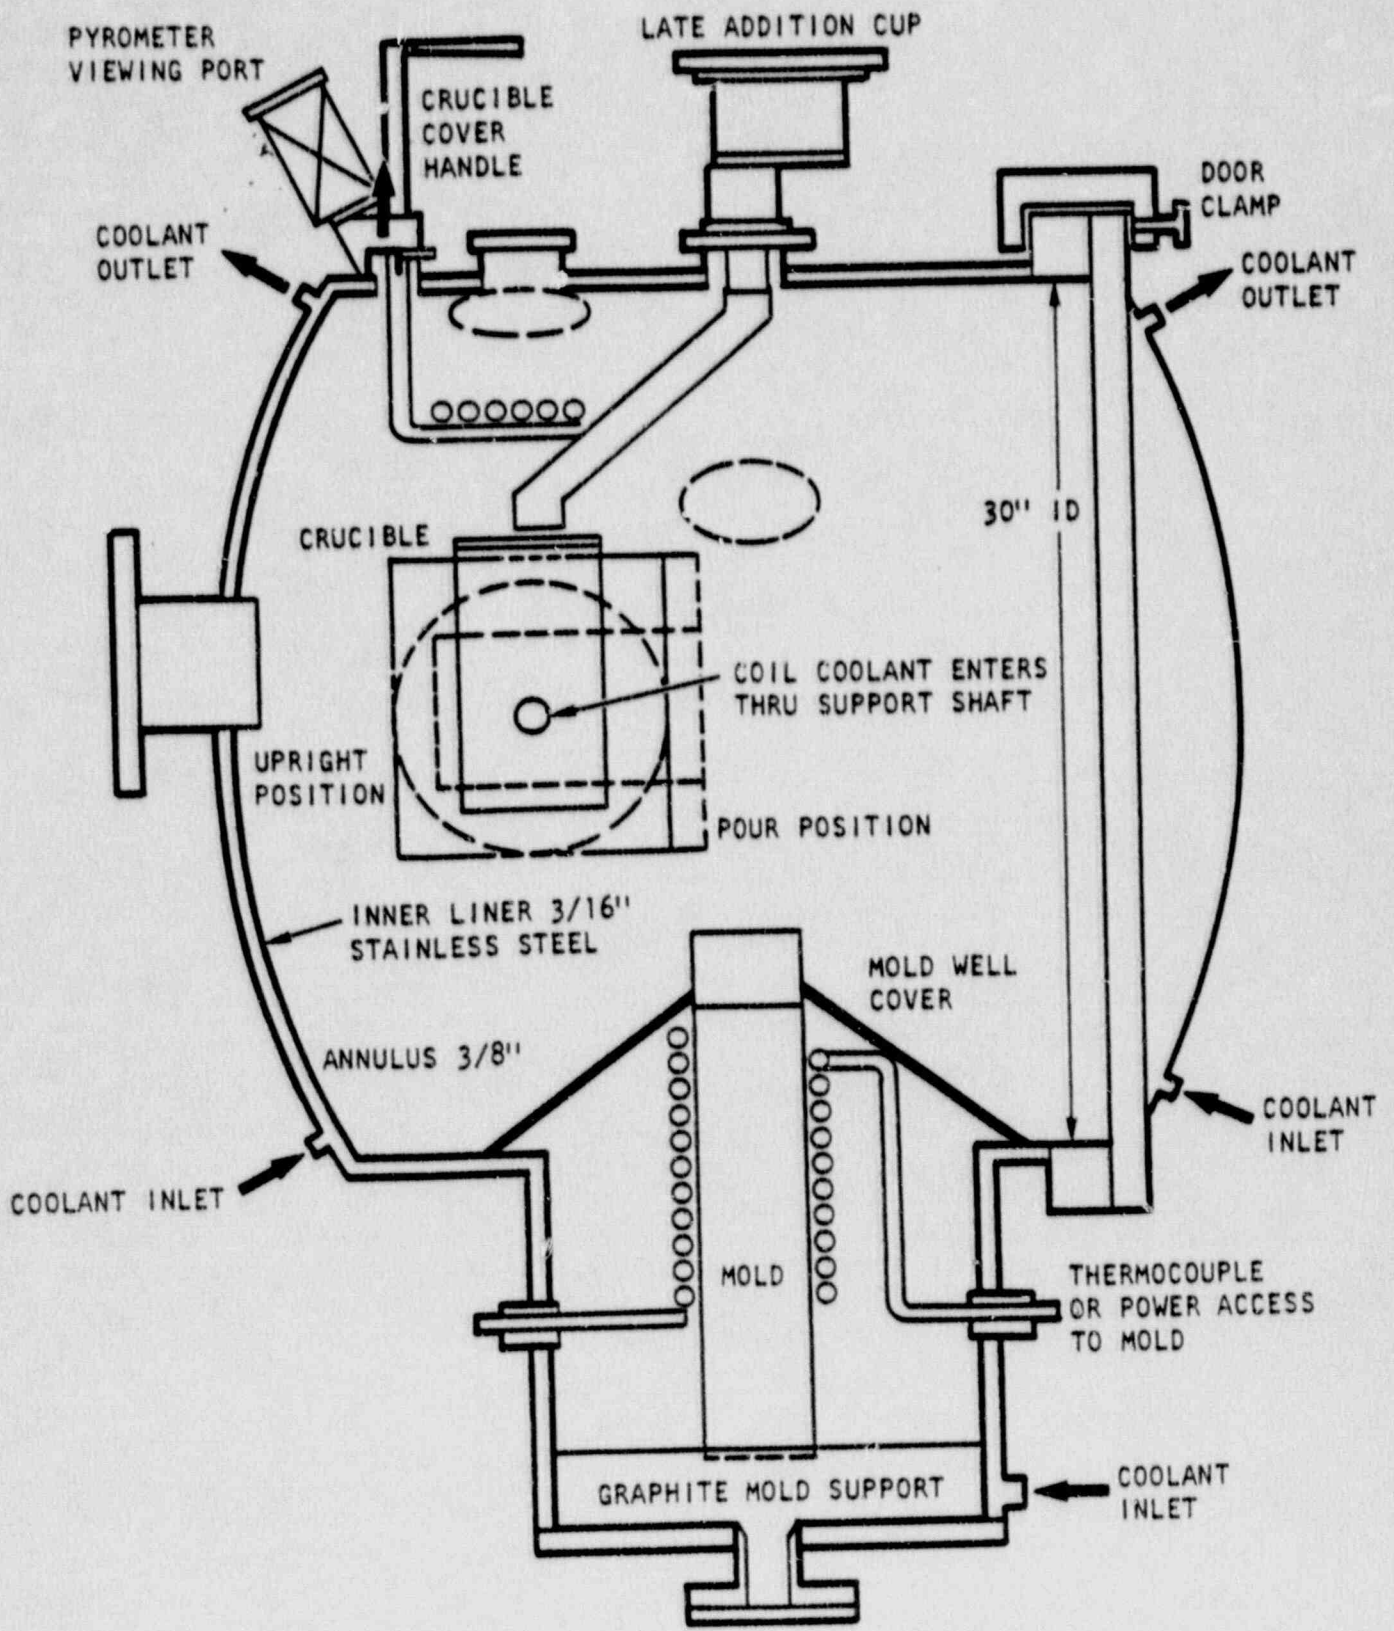 LATE ADDITION CUP
PYROMETER
VIEWING PORT
CRUCIBLE
COVER
HANDLE
DOOR
CLAMP
COOLANT
OUTLET
COOLANT
OUTLET
30" ID
CRUCIBLE
COIL COOLANT ENTERS
THRU SUPPORT SHAFT
UPRIGHT
POSITION
POUR POSITION
INNER LINER 3/16"
STAINLESS STEEL
MOLD WELL
COVER
ANNULUS 3/8"
COOLANT
INLET
COOLANT INLET
MOLD
THERMOCOUPLE
OR POWER ACCESS
TO MOLD
GRAPHITE MOLD SUPPORT
COOLANT
INLET